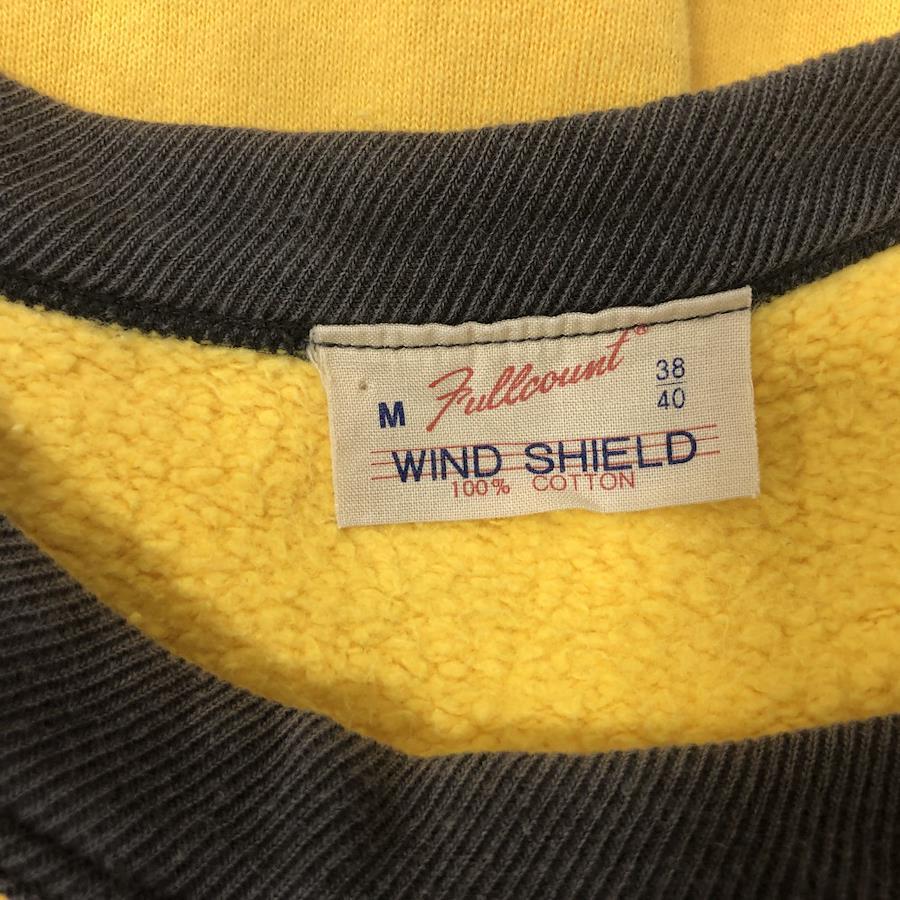 Fullcount®
M
38
40
WIND SHIELD
100% COTTON